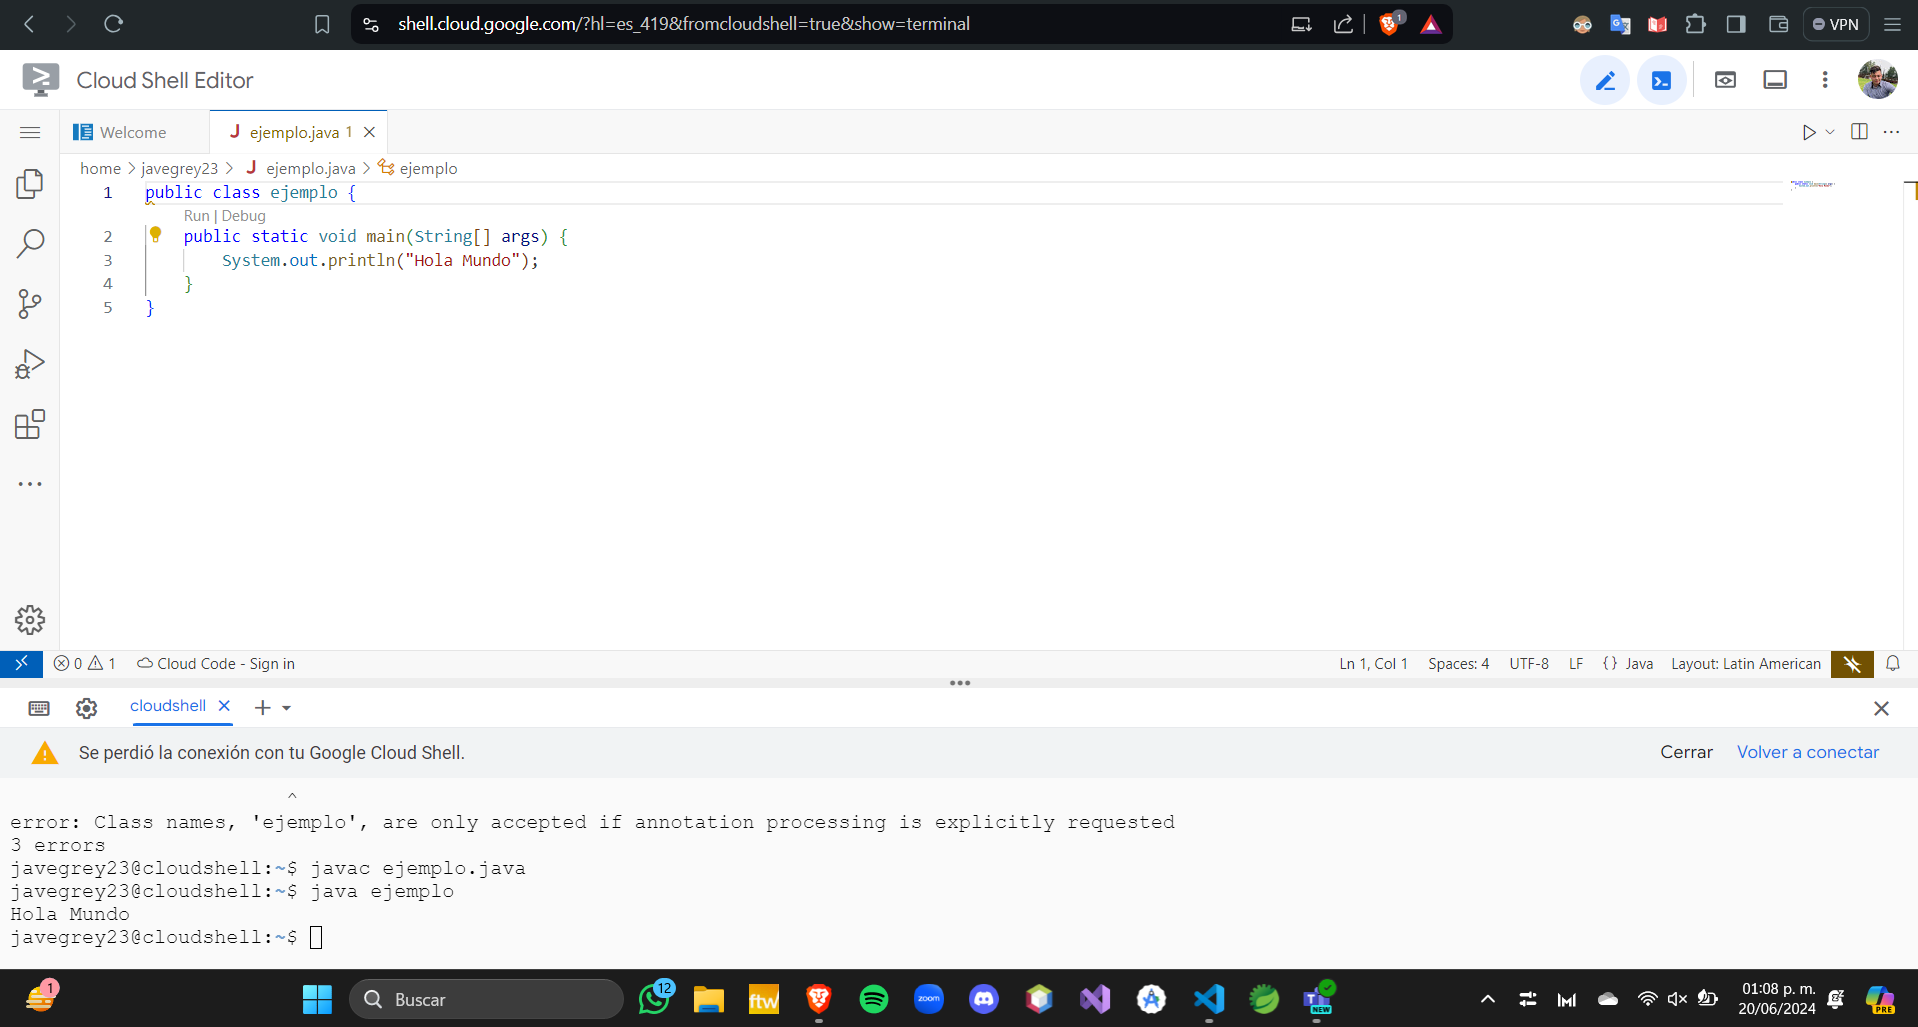 shell.cloud.google.com/?hl=es_419&fromcloudshell=true&show=terminal
1
VPN
Cloud Shell Editor
Welcome
J ejemplo.java 1
home > javegrey23 > J ejemplo.java > ejemplo
1 public class ejemplo {
Run | Debug
2 public static void main(String[] args) {
3 System.out.println("Hola Mundo");
4 }
5 }
0 1 Cloud Code - Sign in
Ln 1, Col 1 Spaces: 4 UTF-8 LF {} Java Layout: Latin American
cloudshell
Se perdió la conexión con tu Google Cloud Shell.
Cerrar Volver a conectar
^
error: Class names, 'ejemplo', are only accepted if annotation processing is explicitly requested
3 errors
javegrey23@cloudshell:~$ javac ejemplo.java
javegrey23@cloudshell:~$ java ejemplo
Hola Mundo
javegrey23@cloudshell:~$
1
Buscar
12
ftw
zoom
NEW
01:08 p. m.
20/06/2024
PRE